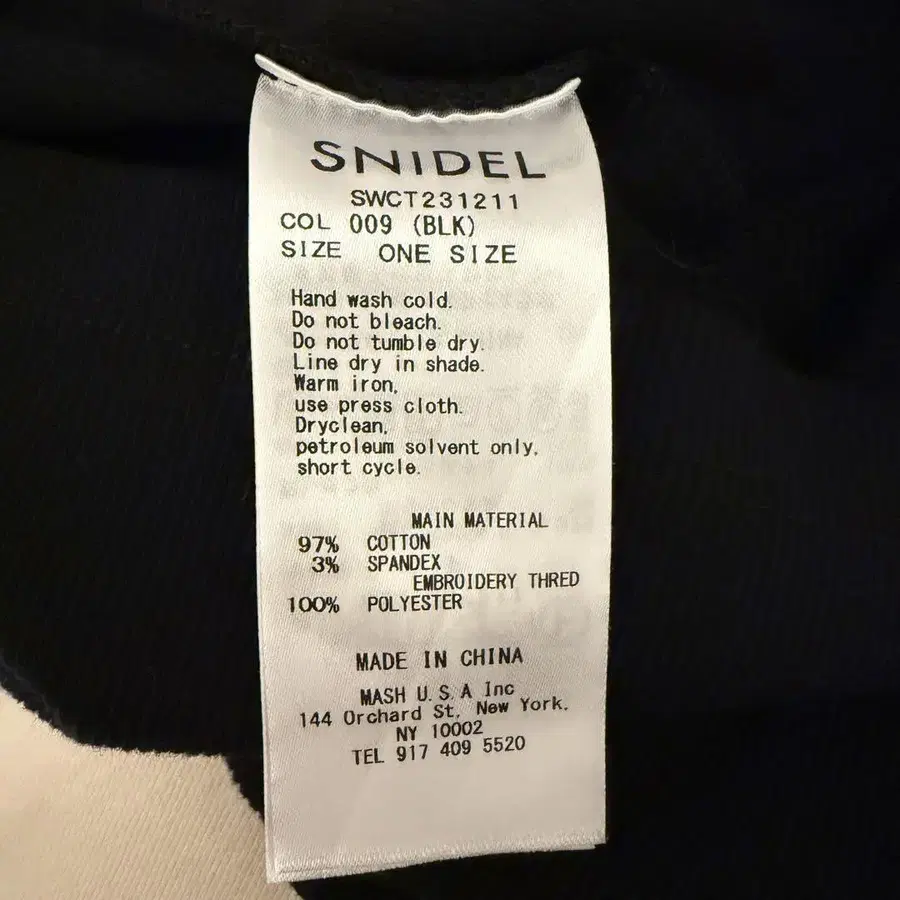 SNIDEL
SWCT231211
COL 009 (BLK)
SIZE ONE SIZE
Hand wash cold.
Do not bleach.
Do not tumble dry.
Line dry in shade.
Warm iron,
use press cloth.
Dryclean,
petroleum solvent only,
short cycle.
MAIN MATERIAL
97% COTTON
3% SPANDEX
EMBROIDERY THRED
100% POLYESTER
MADE IN CHINA
MASH U.S.A Inc
144 Orchard St, New York,
NY 10002
TEL 917 409 5520